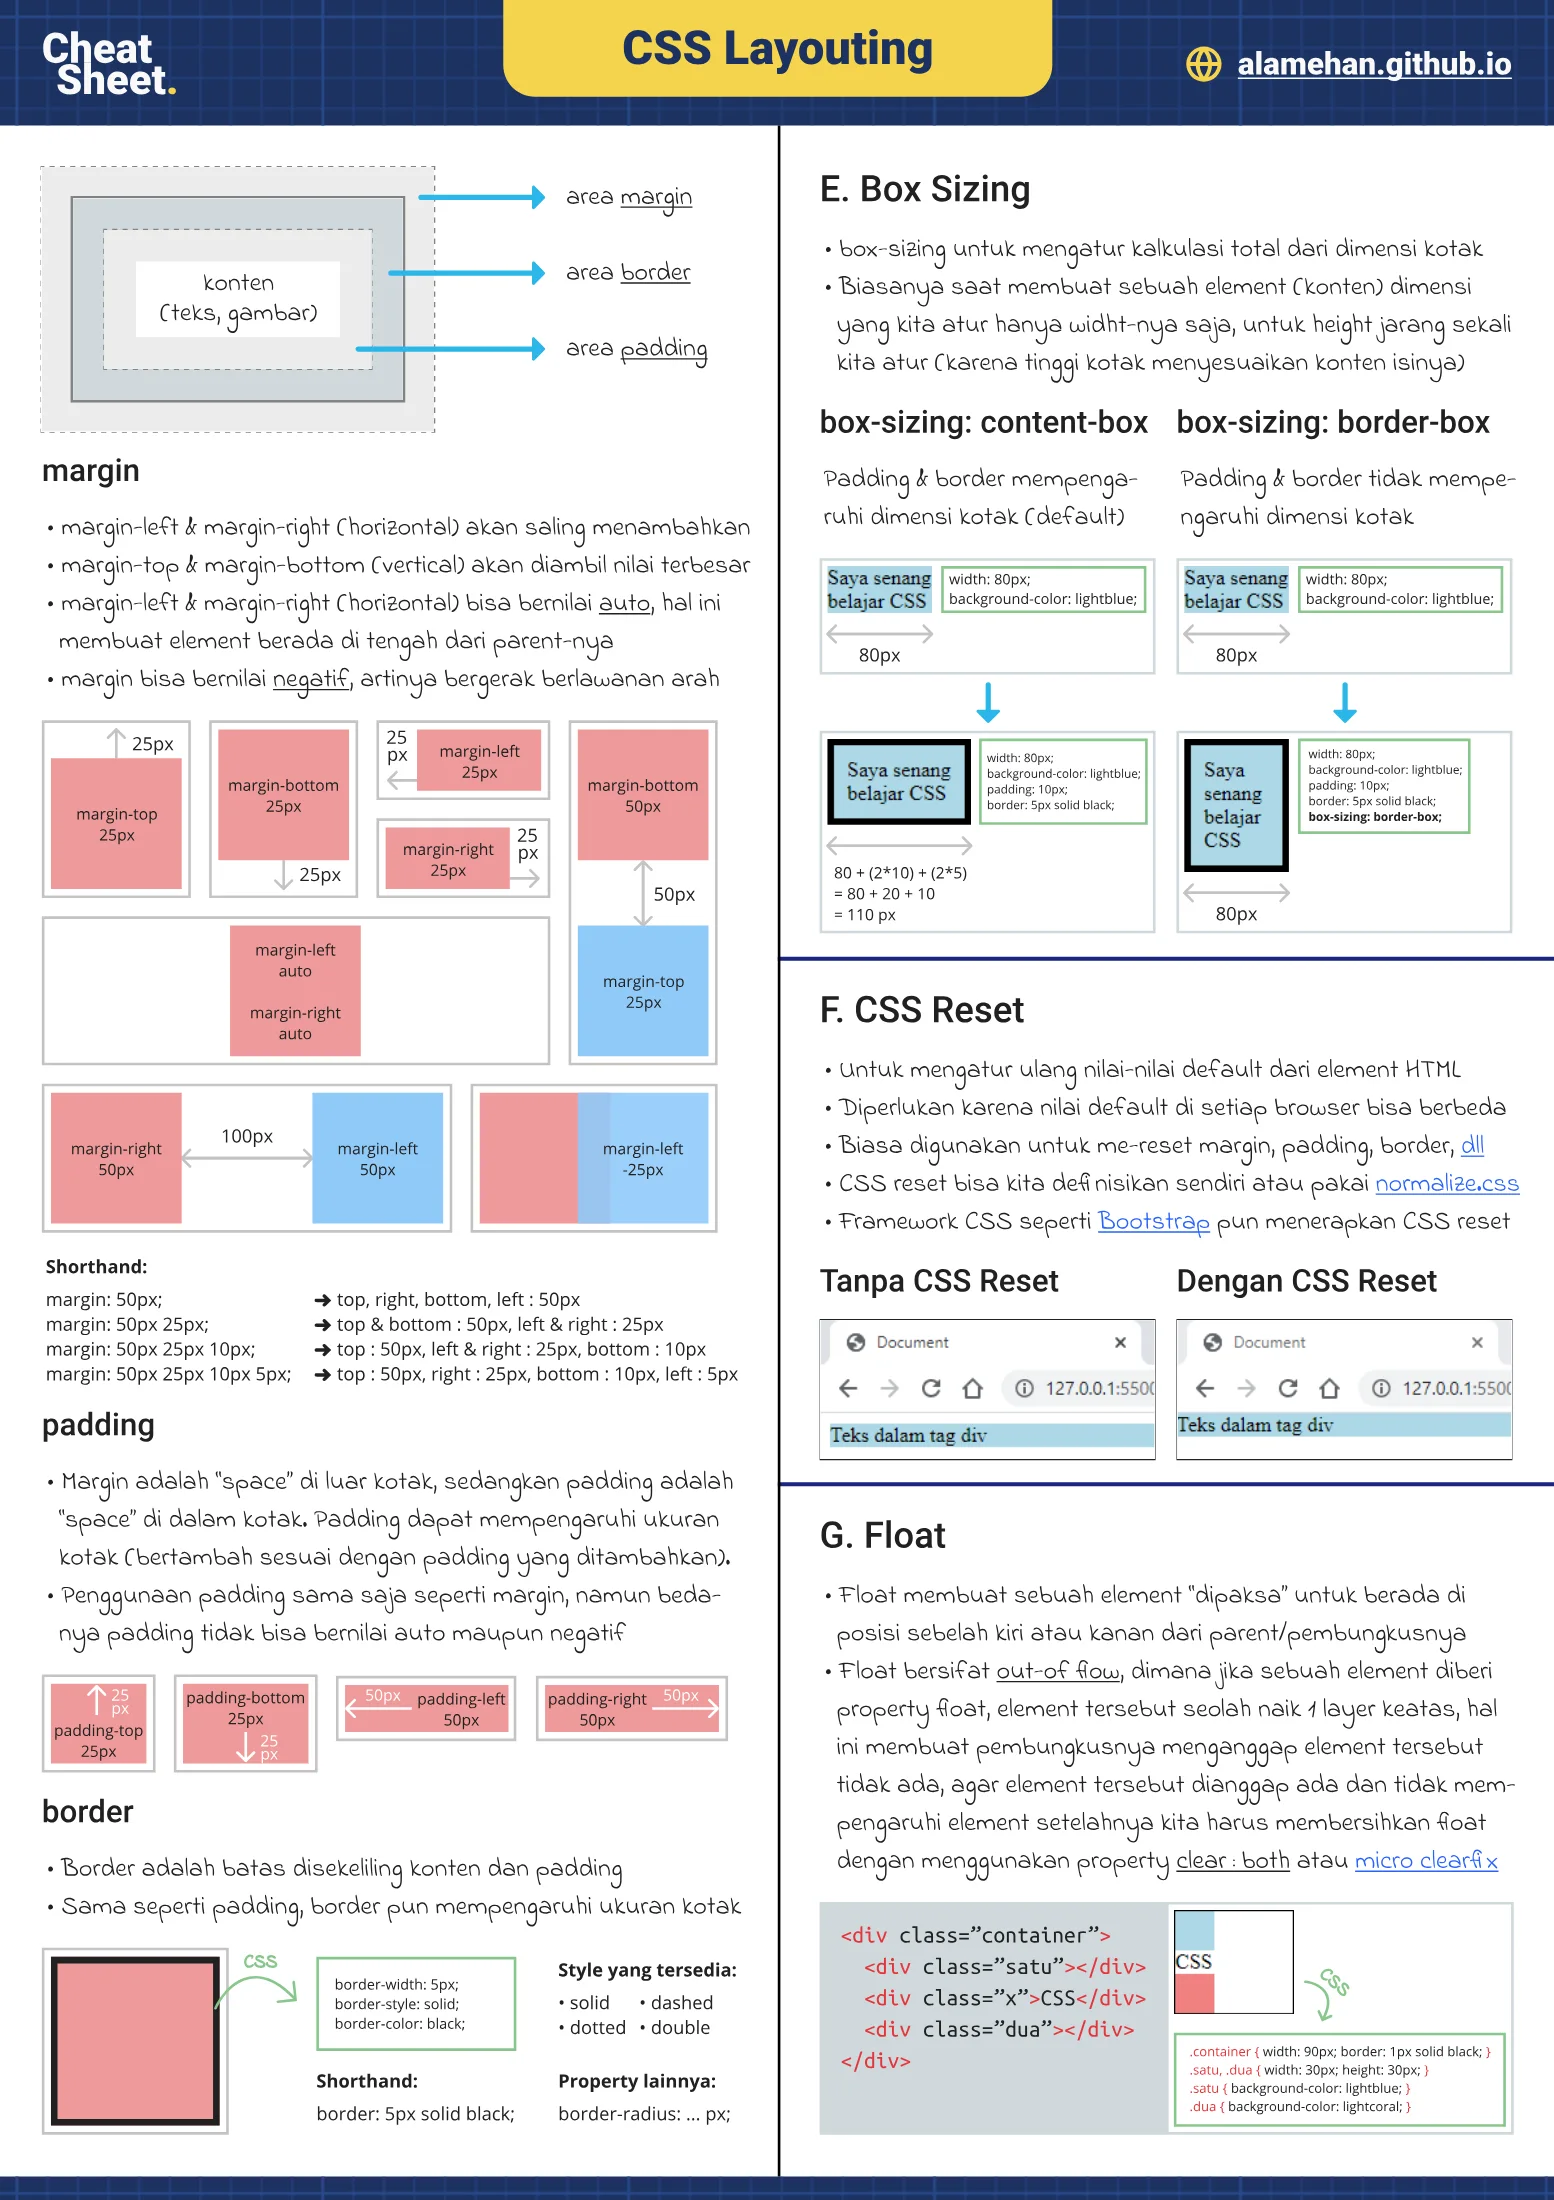 Cheat
Sheet.
CSS Layouting
alamehan.github.io
area margin
area border
area padding
konten
(teks, gambar)
margin
• margin-left & margin-right (horizontal) akan saling menambahkan
• margin-top & margin-bottom (vertical) akan diambil nilai terbesar
• margin-left & margin-right (horizontal) bisa bernilai auto, hal ini
membuat element berada di tengah dari parent-nya
• margin bisa bernilai negatif, artinya bergerak berlawanan arah
25px
margin-top
25px
margin-bottom
25px
25px
25
px
margin-left
25px
margin-right
25px
25
px
margin-bottom
50px
50px
margin-top
25px
margin-left
auto
margin-right
auto
margin-right
50px
100px
margin-left
50px
margin-left
-25px
Shorthand:
margin: 50px; ➔ top, right, bottom, left : 50px
margin: 50px 25px; ➔ top & bottom : 50px, left & right : 25px
margin: 50px 25px 10px; ➔ top : 50px, left & right : 25px, bottom : 10px
margin: 50px 25px 10px 5px; ➔ top : 50px, right : 25px, bottom : 10px, left : 5px
padding
• Margin adalah "space" di luar kotak, sedangkan padding adalah
"space" di dalam kotak. Padding dapat mempengaruhi ukuran
kotak (bertambah sesuai dengan padding yang ditambahkan).
• Penggunaan padding sama saja seperti margin, namun beda-
nya padding tidak bisa bernilai auto maupun negatif
25
px
padding-top
25px
padding-bottom
25px
25
px
50px
padding-left
50px
padding-right
50px
50px
border
• Border adalah batas disekeliling konten dan padding
• Sama seperti padding, border pun mempengaruhi ukuran kotak
CSS
border-width: 5px;
border-style: solid;
border-color: black;
Style yang tersedia:
• solid • dashed
• dotted • double
Shorthand:
border: 5px solid black;
Property lainnya:
border-radius: ... px;
E. Box Sizing
• box-sizing untuk mengatur kalkulasi total dari dimensi kotak
• Biasanya saat membuat sebuah element (konten) dimensi
yang kita atur hanya widht-nya saja, untuk height jarang sekali
kita atur (karena tinggi kotak menyesuaikan konten isinya)
box-sizing: content-box
Padding & border mempenga-
ruhi dimensi kotak (default)
Saya senang
belajar CSS
width: 80px;
background-color: lightblue;
80px
Saya senang
belajar CSS
width: 80px;
background-color: lightblue;
padding: 10px;
border: 5px solid black;
80 + (2*10) + (2*5)
= 80 + 20 + 10
= 110 px
box-sizing: border-box
Padding & border tidak mempe-
ngaruhi dimensi kotak
Saya senang
belajar CSS
width: 80px;
background-color: lightblue;
80px
Saya
senang
belajar
CSS
width: 80px;
background-color: lightblue;
padding: 10px;
border: 5px solid black;
box-sizing: border-box;
80px
F. CSS Reset
• Untuk mengatur ulang nilai-nilai default dari element HTML
• Diperlukan karena nilai default di setiap browser bisa berbeda
• Biasa digunakan untuk me-reset margin, padding, border, dll
• CSS reset bisa kita definisikan sendiri atau pakai normalize.css
• Framework CSS seperti Bootstrap pun menerapkan CSS reset
Tanpa CSS Reset
Document
127.0.0.1:550
Teks dalam tag div
Dengan CSS Reset
Document
127.0.0.1:550
Teks dalam tag div
G. Float
• Float membuat sebuah element "dipaksa" untuk berada di
posisi sebelah kiri atau kanan dari parent/pembungkusnya
• Float bersifat out-of flow, dimana jika sebuah element diberi
property float, element tersebut seolah naik 1 layer keatas, hal
ini membuat pembungkusnya menganggap element tersebut
tidak ada, agar element tersebut dianggap ada dan tidak mem-
pengaruhi element setelahnya kita harus membersihkan float
dengan menggunakan property clear : both atau micro clearfix
<div class=”container”>
<div class=”satu”></div>
<div class=”x”>CSS</div>
<div class=”dua”></div>
</div>
CSS
CSS
.container { width: 90px; border: 1px solid black; }
.satu, .dua { width: 30px; height: 30px; }
.satu { background-color: lightblue; }
.dua { background-color: lightcoral; }